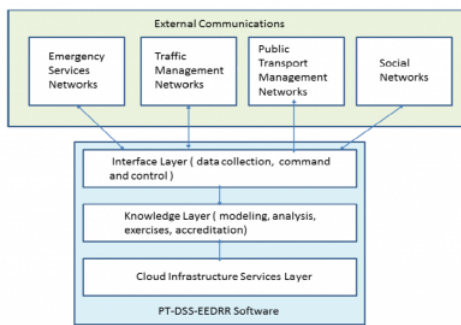 External Communications
Emergency
Services
Networks
Traffic
Management
Networks
Public
Transport
Management
Networks
Social
Networks
Interface Layer ( data collection, command
and control )
Knowledge Layer ( modeling, analysis,
exercises, accreditation)
Cloud Infrastructure Services Layer
PT-DSS-EEDRR Software